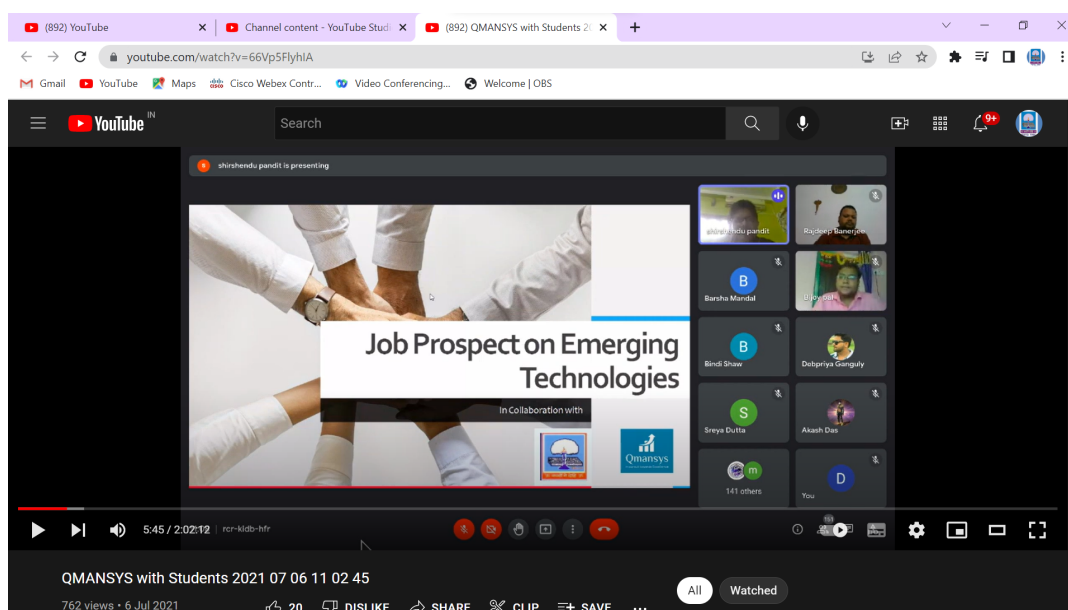 (892) YouTube
Channel content - YouTube Studi
(892) QMANSYS with Students 20
youtube.com/watch?v=66Vp5FlyhIA
Gmail YouTube Maps Cisco Webex Contr... Video Conferencing... Welcome | OBS
YouTube IN
Search
9+
shirshendu pandit is presenting
shirshendu pandit
Rajdeep Banerjee
B
Barsha Mandal
B
Bindi Shaw
Debpriya Ganguly
S
Sreya Dutta
Akash Das
m
141 others
D
You
Job Prospect on Emerging
Technologies
In Collaboration with
Qmansys
5:45 / 2:02:12
rcr-kldb-hfr
QMANSYS with Students 2021 07 06 11 02 45
762 views • 6 Jul 2021
20 DISLIKE SHARE CLIP SAVE ...
All Watched